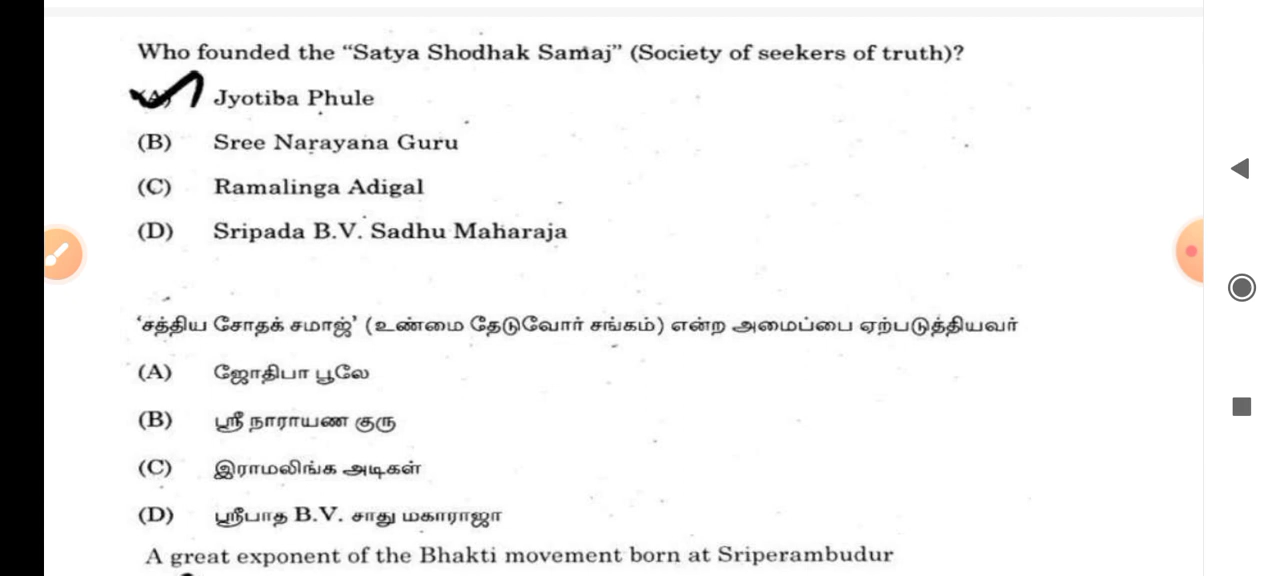 Who founded the “Satya Shodhak Samaj” (Society of seekers of truth)?
(A) Jyotiba Phule
(B) Sree Narayana Guru
(C) Ramalinga Adigal
(D) Sripada B.V. Sadhu Maharaja
‘சத்திய சோதக் சமாஜ்’ (உண்மை தேடுவோர் சங்கம்) என்ற அமைப்பை ஏற்படுத்தியவர்
(A) ஜோதிபா பூலே
(B) ஸ்ரீ நாராயண குரு
(C) இராமலிங்க அடிகள்
(D) ஸ்ரீபாத B.V. சாது மகாராஜா
A great exponent of the Bhakti movement born at Sriperambudur